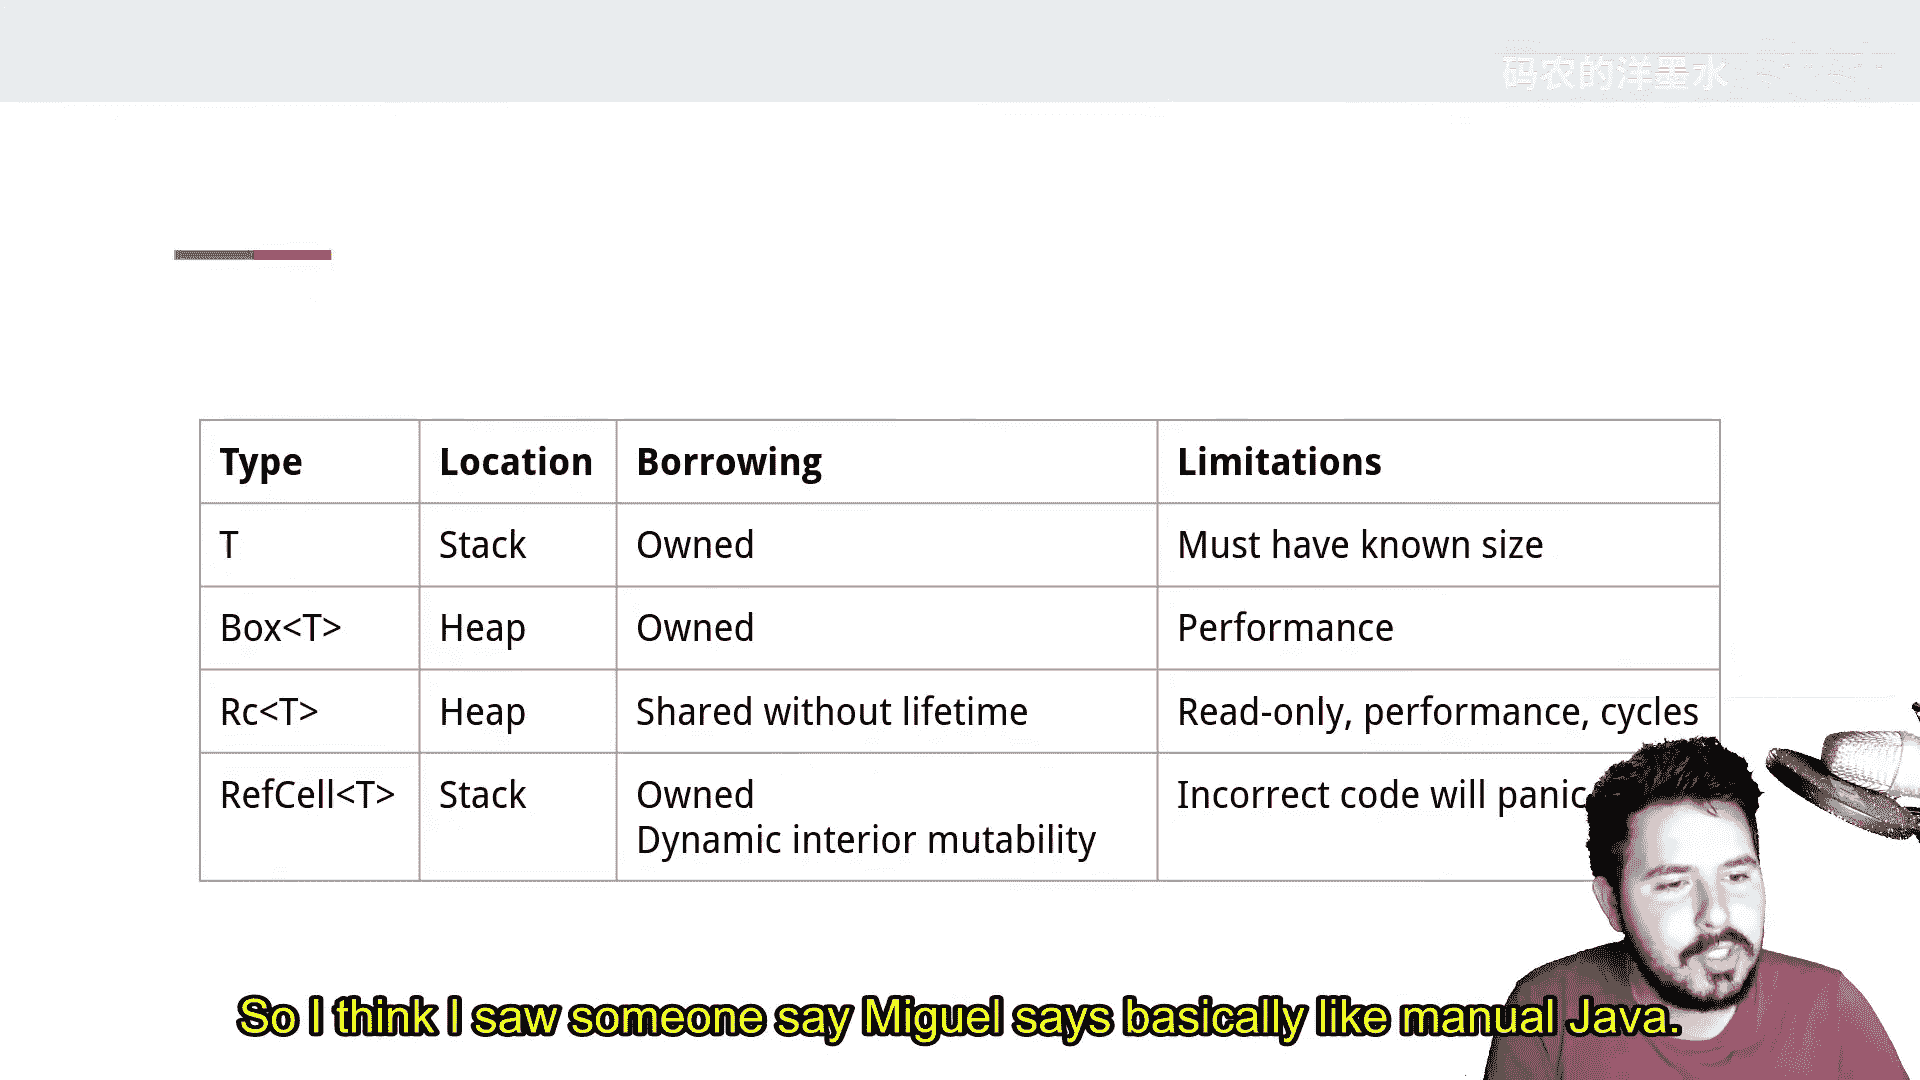 码农的洋墨水
Type Location Borrowing Limitations
T Stack Owned Must have known size
Box<T> Heap Owned Performance
Rc<T> Heap Shared without lifetime Read-only, performance, cycles
RefCell<T> Stack Owned Incorrect code will panic
Dynamic interior mutability
So I think I saw someone say Miguel says basically like manual Java.